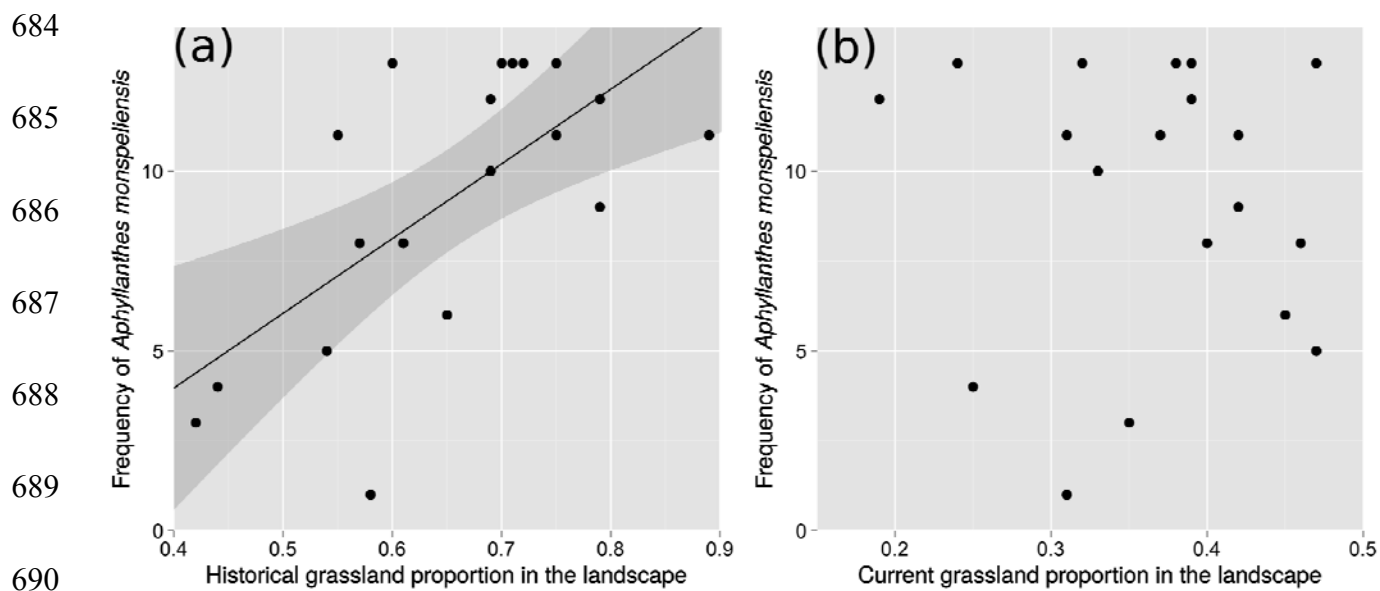 684
685
686
687
688
689
690
(a)
Frequency of Aphyllanthes monspeliensis
10
5
0
0.4 0.5 0.6 0.7 0.8 0.9
Historical grassland proportion in the landscape
(b)
Frequency of Aphyllanthes monspeliensis
10
5
0
0.2 0.3 0.4 0.5
Current grassland proportion in the landscape